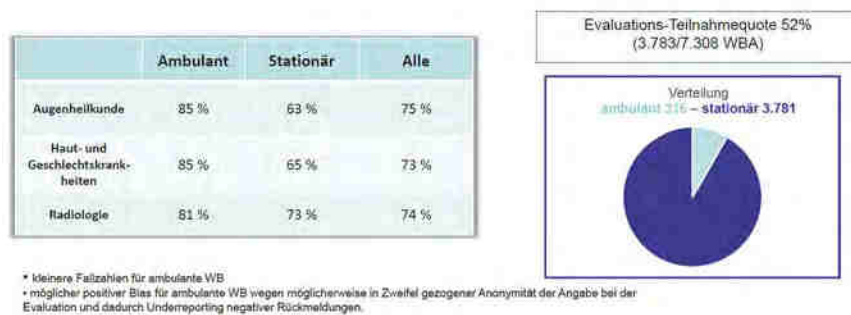 Evaluations-Teilnahmequote 52%
(3.783/7.308 WBA)
Ambulant Stationär Alle
Augenheilkunde 85 % 63 % 75 %
Haut- und
Geschlechtskrank-
heiten 85 % 65 % 73 %
Radiologie 81 % 73 % 74 %
Verteilung
ambulant 316 – stationär 3.781
* kleinere Fallzahlen für ambulante WB
• möglicher positiver Bias für ambulante WB wegen möglicherweise in Zweifel gezogener Anonymität der Angabe bei der
Evaluation und dadurch Underreporting negativer Rückmeldungen.